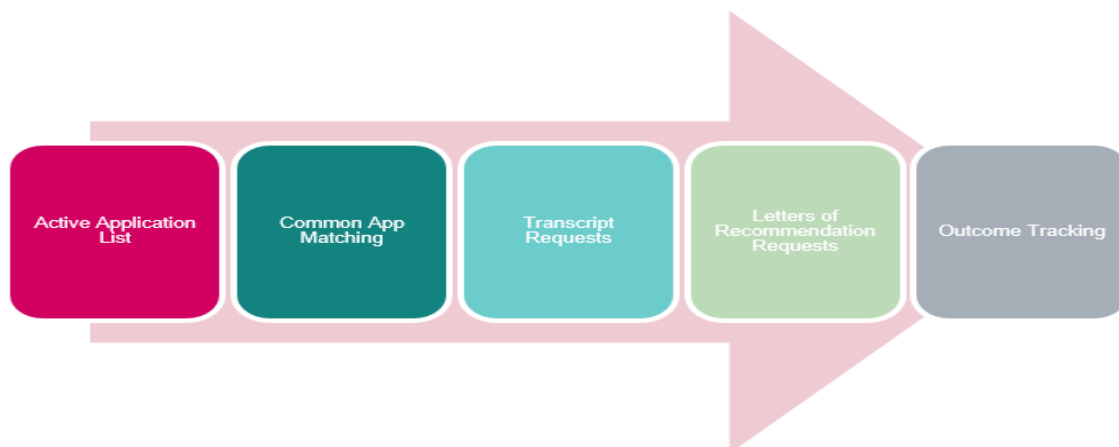 Active Application
List
Common App
Matching
Transcript
Requests
Letters of
Recommendation
Requests
Outcome Tracking